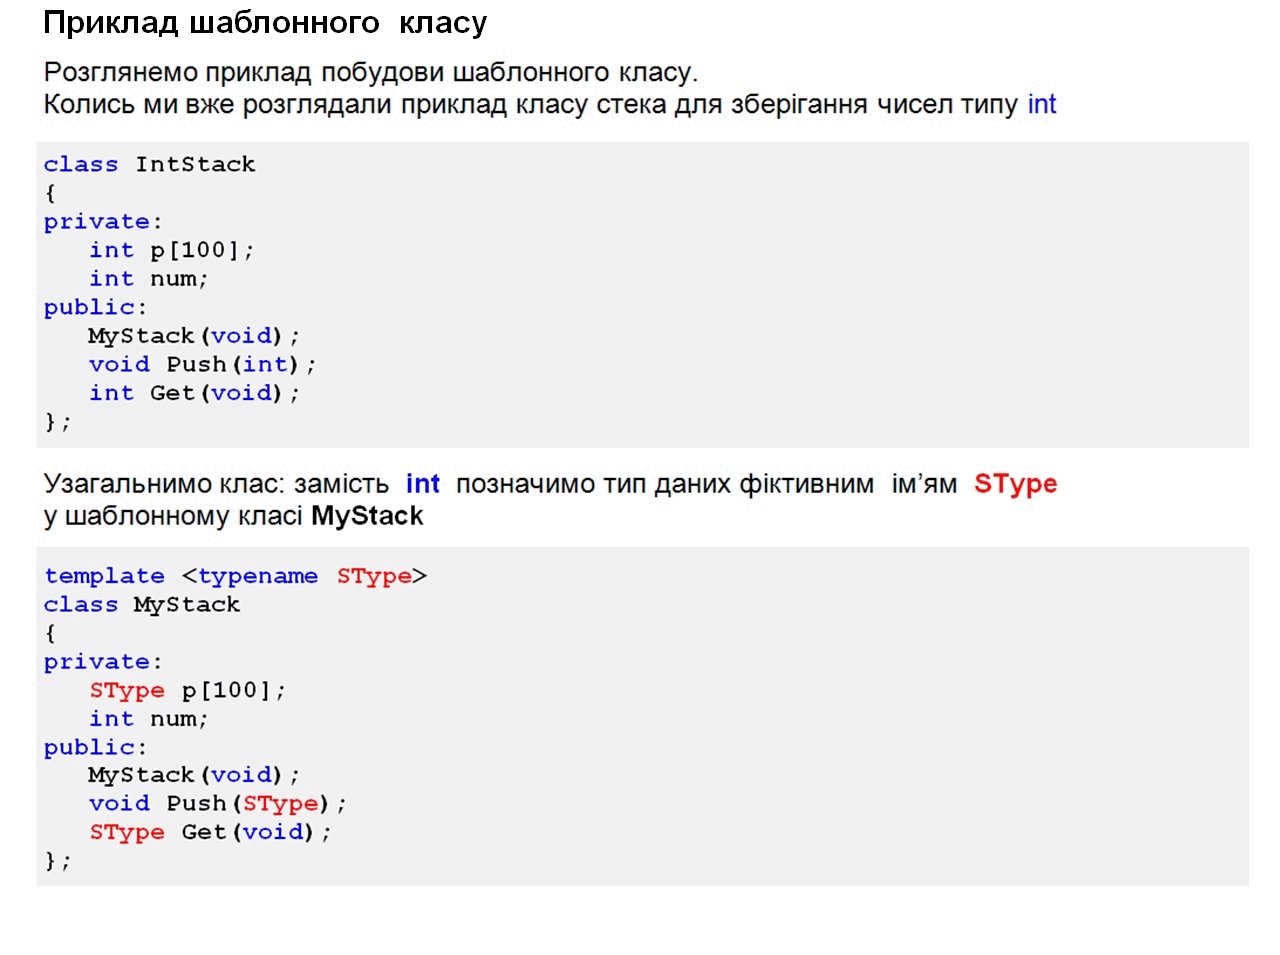 Приклад шаблонного класу
Розглянемо приклад побудови шаблонного класу.
Колись ми вже розглядали приклад класу стека для зберігання чисел типу int
class IntStack
{
private:
int p[100];
int num;
public:
MyStack(void);
void Push(int);
int Get(void);
};
Узагальнимо клас: замість int позначимо тип даних фіктивним ім’ям SType
у шаблонному класі MyStack
template <typename SType>
class MyStack
{
private:
SType p[100];
int num;
public:
MyStack(void);
void Push(SType);
SType Get(void);
};